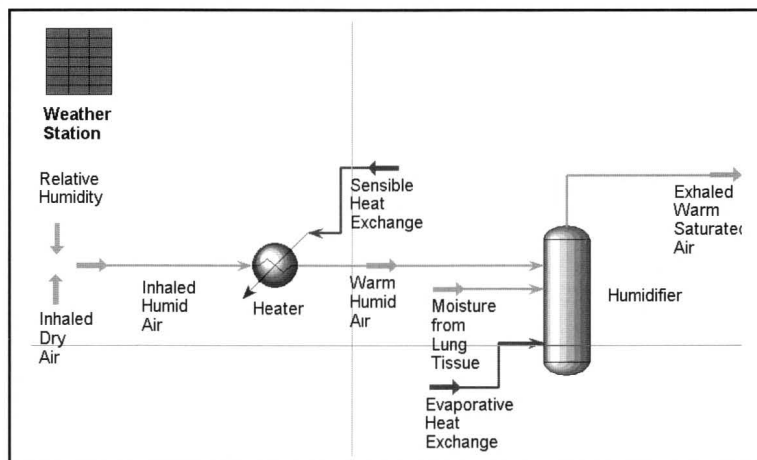 Weather
Station
Relative
Humidity
Sensible
Heat
Exchange
Exhaled
Warm
Saturated
Air
Inhaled
Humid
Air
Heater
Warm
Humid
Air
Humidifier
Inhaled
Dry
Air
Moisture
from
Lung
Tissue
Evaporative
Heat
Exchange